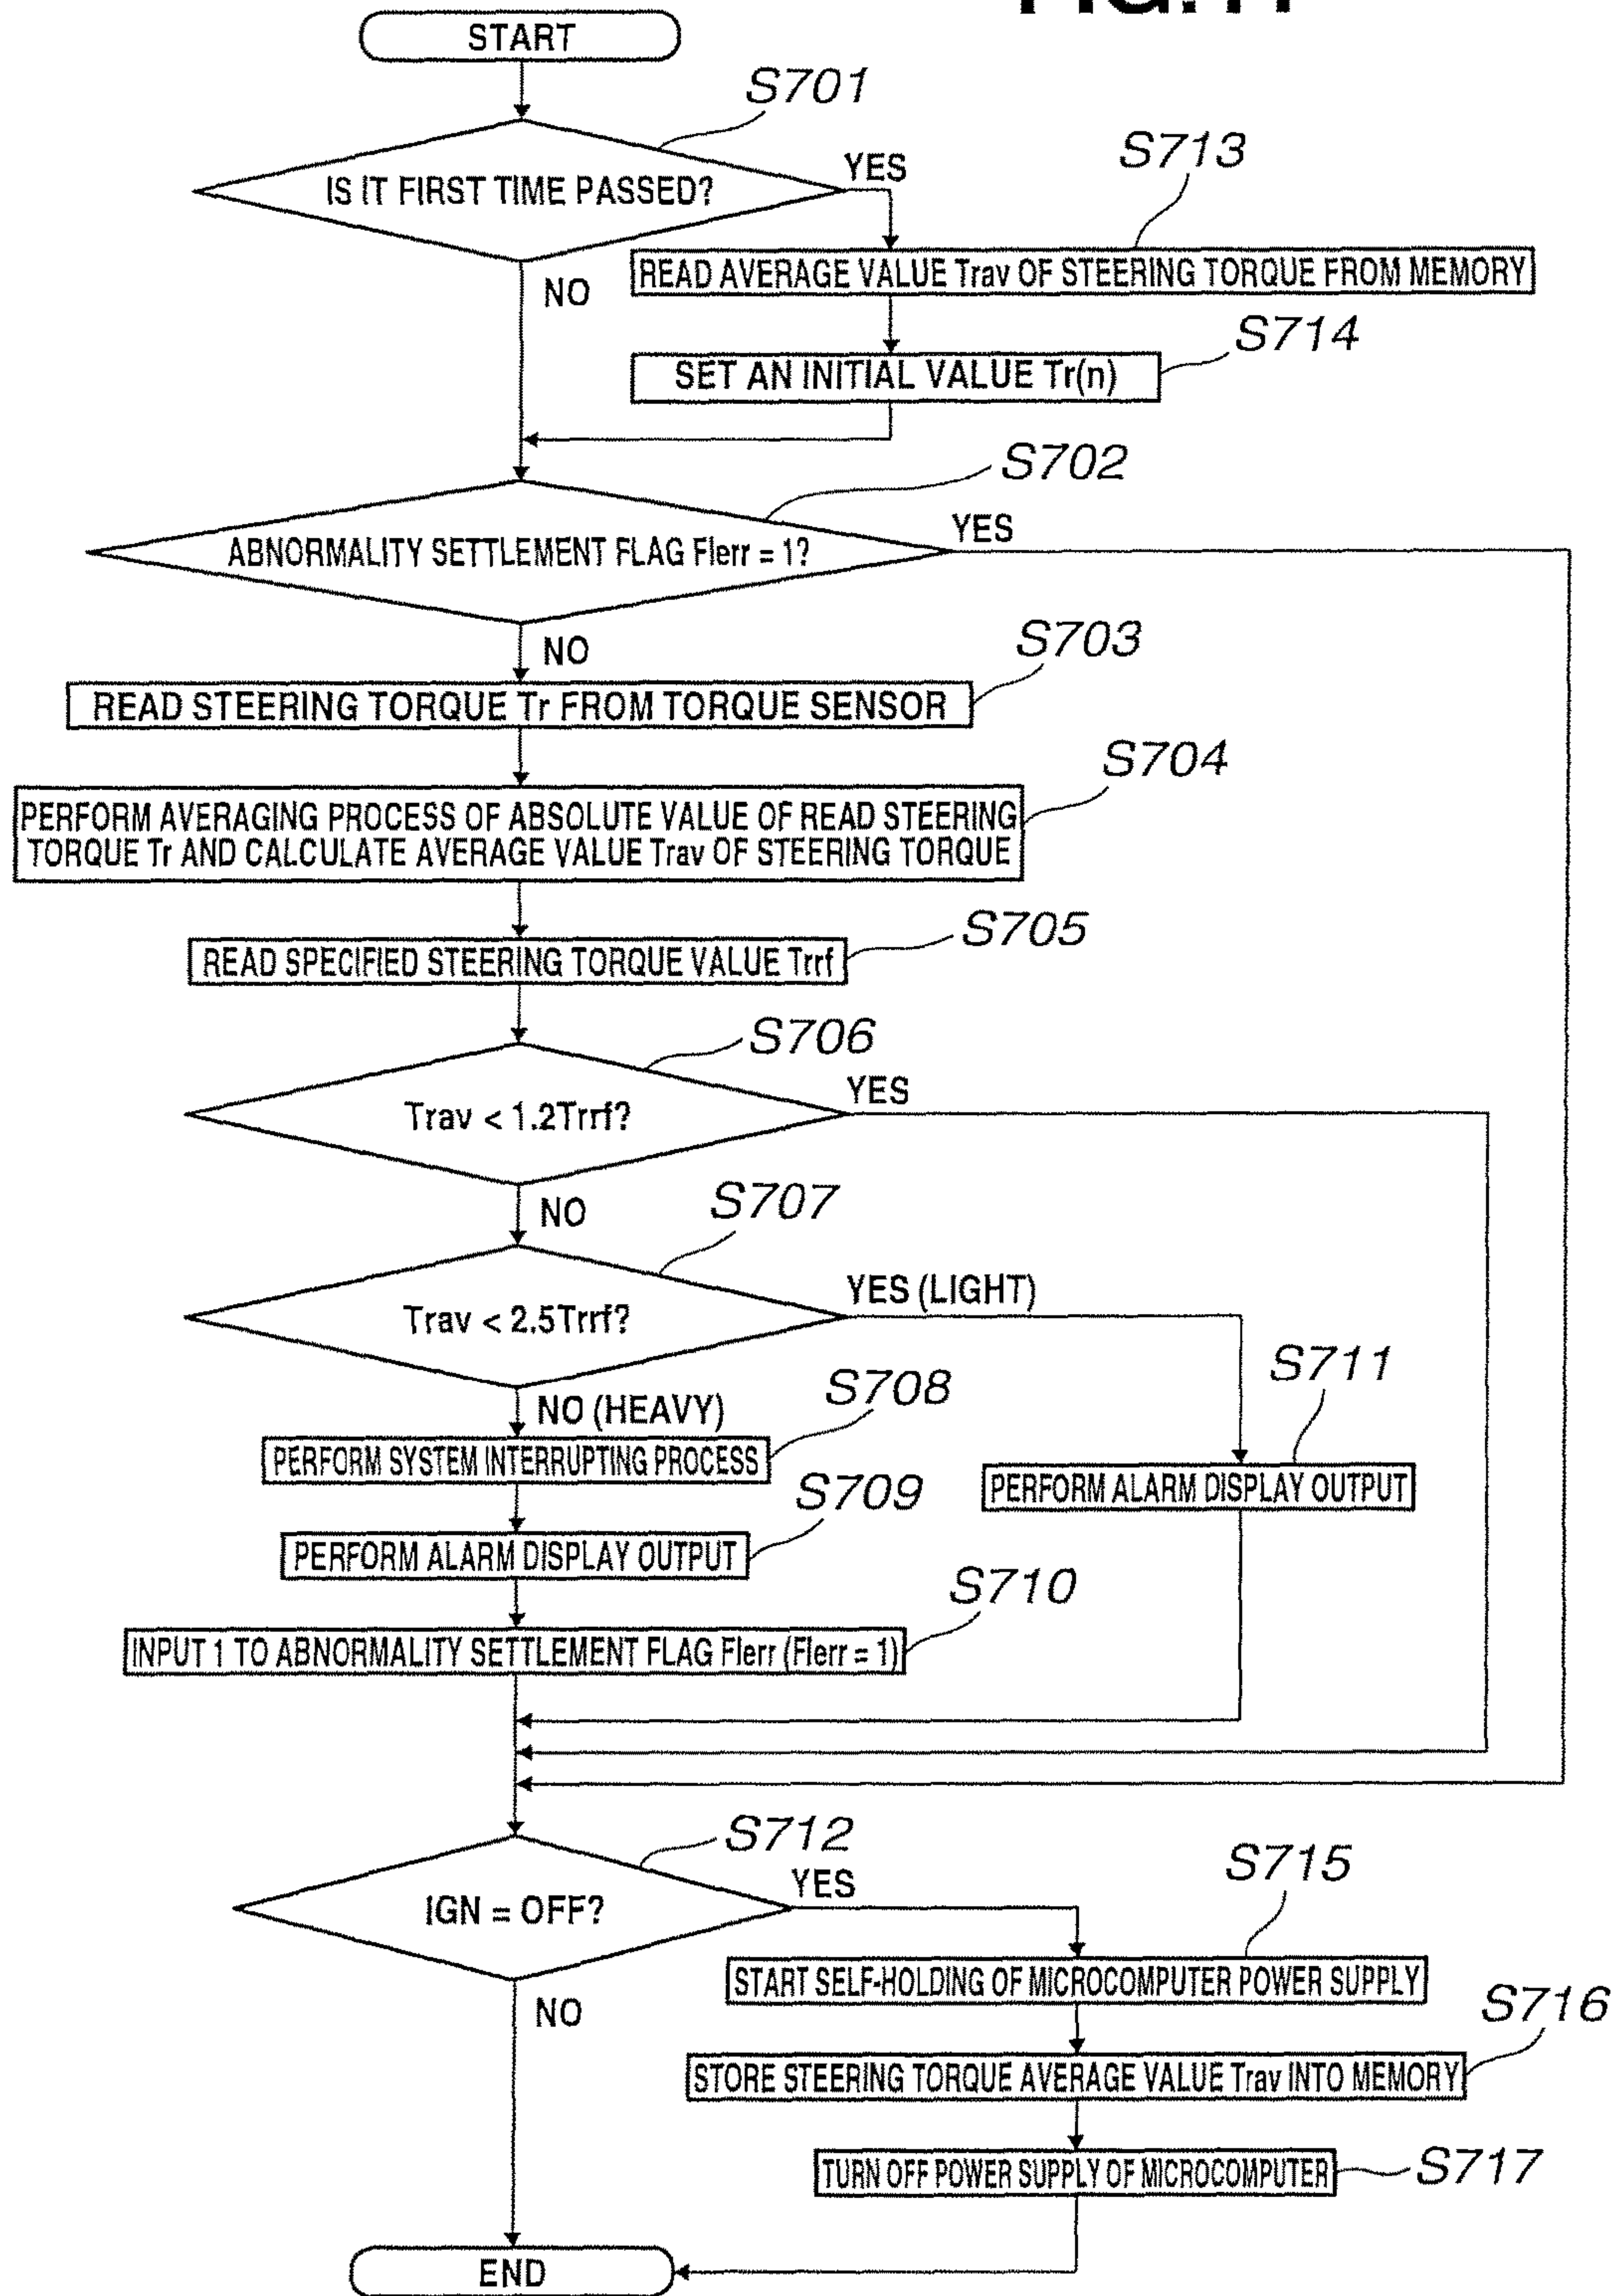 START
S701
IS IT FIRST TIME PASSED?
YES
S713
NO
READ AVERAGE VALUE Trav OF STEERING TORQUE FROM MEMORY
S714
SET AN INITIAL VALUE Tr(n)
S702
ABNORMALITY SETTLEMENT FLAG Flerr = 1?
YES
NO
S703
READ STEERING TORQUE Tr FROM TORQUE SENSOR
S704
PERFORM AVERAGING PROCESS OF ABSOLUTE VALUE OF READ STEERING
TORQUE Tr AND CALCULATE AVERAGE VALUE Trav OF STEERING TORQUE
S705
READ SPECIFIED STEERING TORQUE VALUE Trrf
S706
Trav < 1.2Trrf?
YES
NO
S707
Trav < 2.5Trrf?
YES (LIGHT)
S711
NO (HEAVY)
S708
PERFORM SYSTEM INTERRUPTING PROCESS
PERFORM ALARM DISPLAY OUTPUT
S709
PERFORM ALARM DISPLAY OUTPUT
S710
INPUT 1 TO ABNORMALITY SETTLEMENT FLAG Flerr (Flerr = 1)
S712
IGN = OFF?
YES
S715
NO
START SELF-HOLDING OF MICROCOMPUTER POWER SUPPLY
S716
STORE STEERING TORQUE AVERAGE VALUE Trav INTO MEMORY
TURN OFF POWER SUPPLY OF MICROCOMPUTER
S717
END